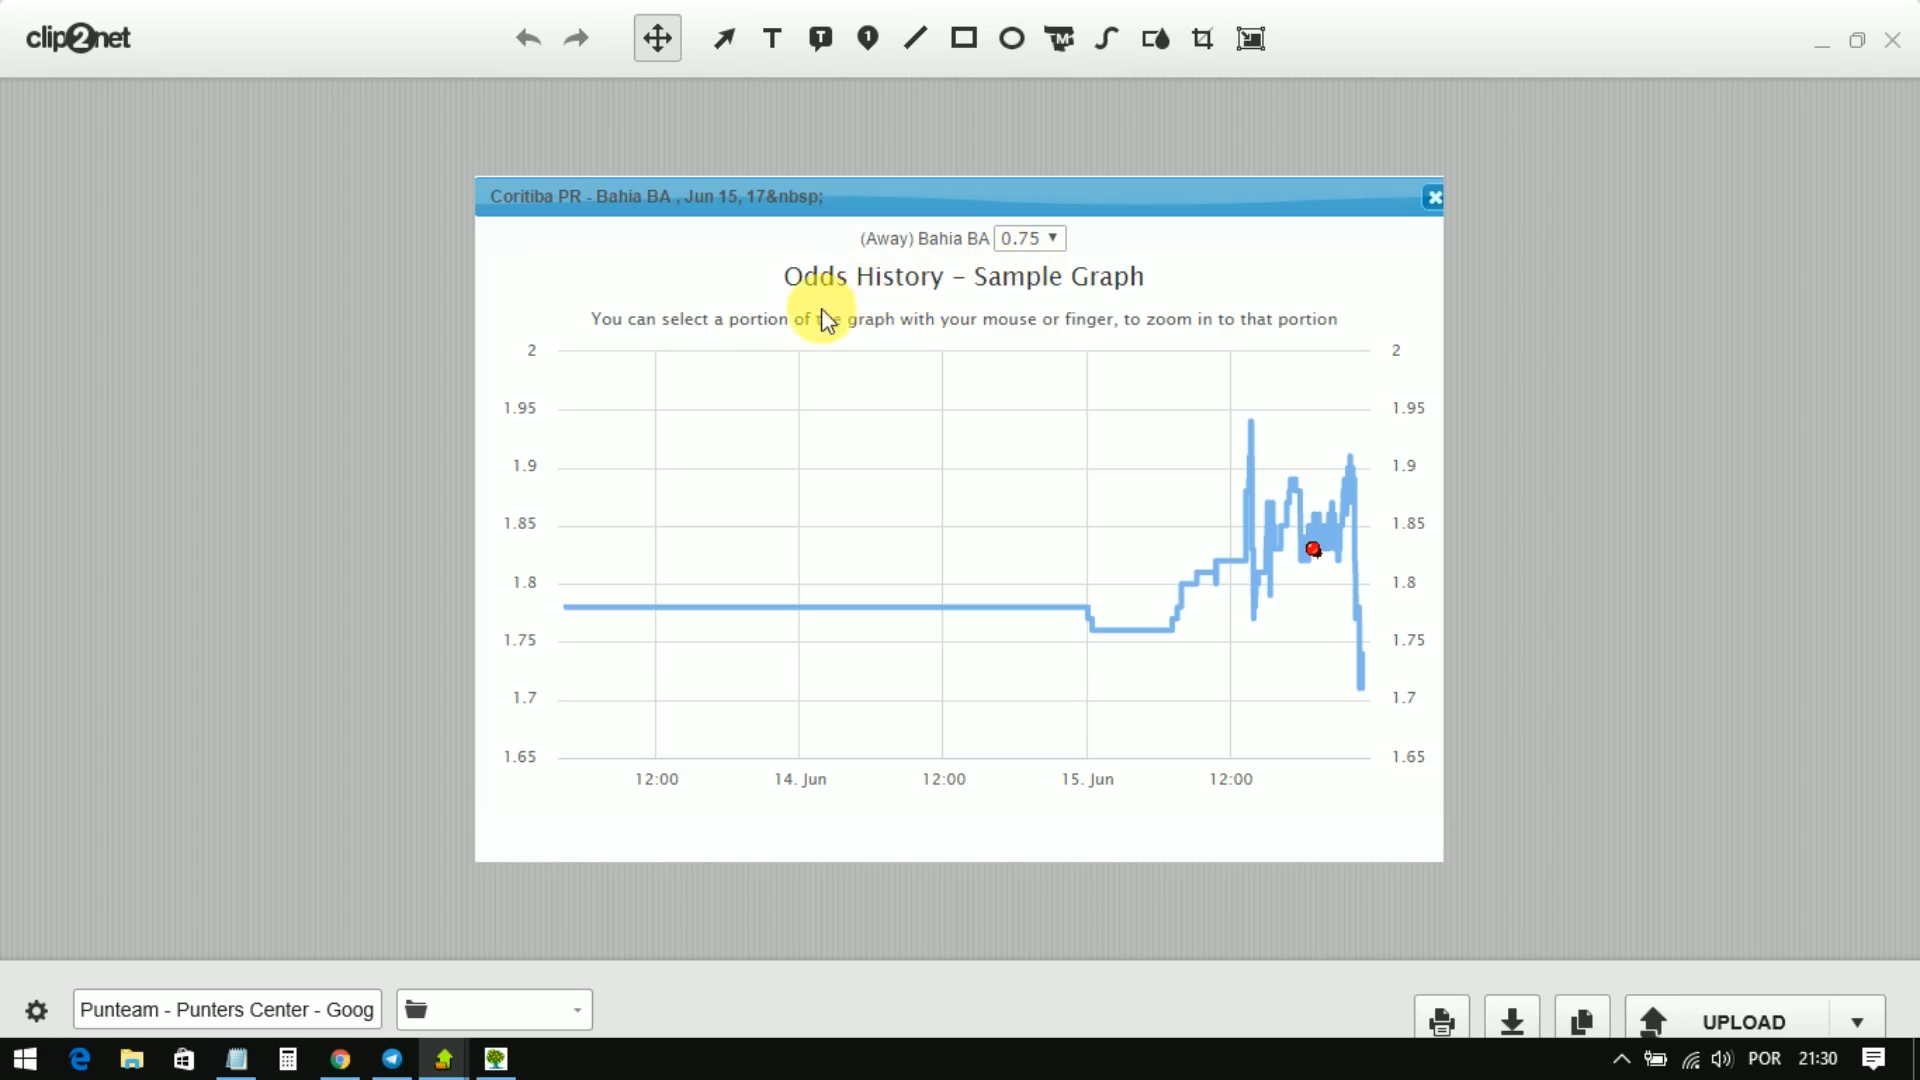 clip2net
Coritiba PR - Bahia BA , Jun 15, 17&nbsp;
(Away) Bahia BA 0.75
Odds History - Sample Graph
You can select a portion of the graph with your mouse or finger, to zoom in to that portion
2 2
1.95 1.95
1.9 1.9
1.85 1.85
1.8 1.8
1.75 1.75
1.7 1.7
1.65 1.65
12:00 14. Jun 12:00 15. Jun 12:00
Punteam - Punters Center - Goog
UPLOAD
POR 21:30